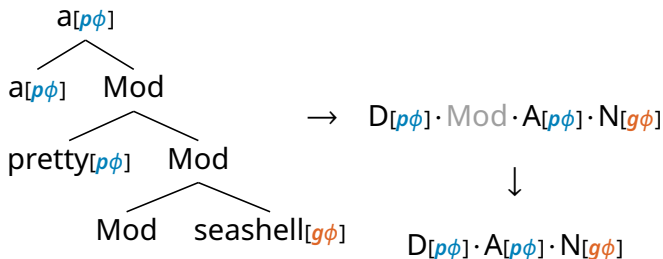 a[pϕ]
a[pϕ] Mod
→ D[pϕ]·Mod·A[pϕ]·N[gϕ]
pretty[pϕ] Mod
↓
Mod seashell[gϕ]
D[pϕ]·A[pϕ]·N[gϕ]